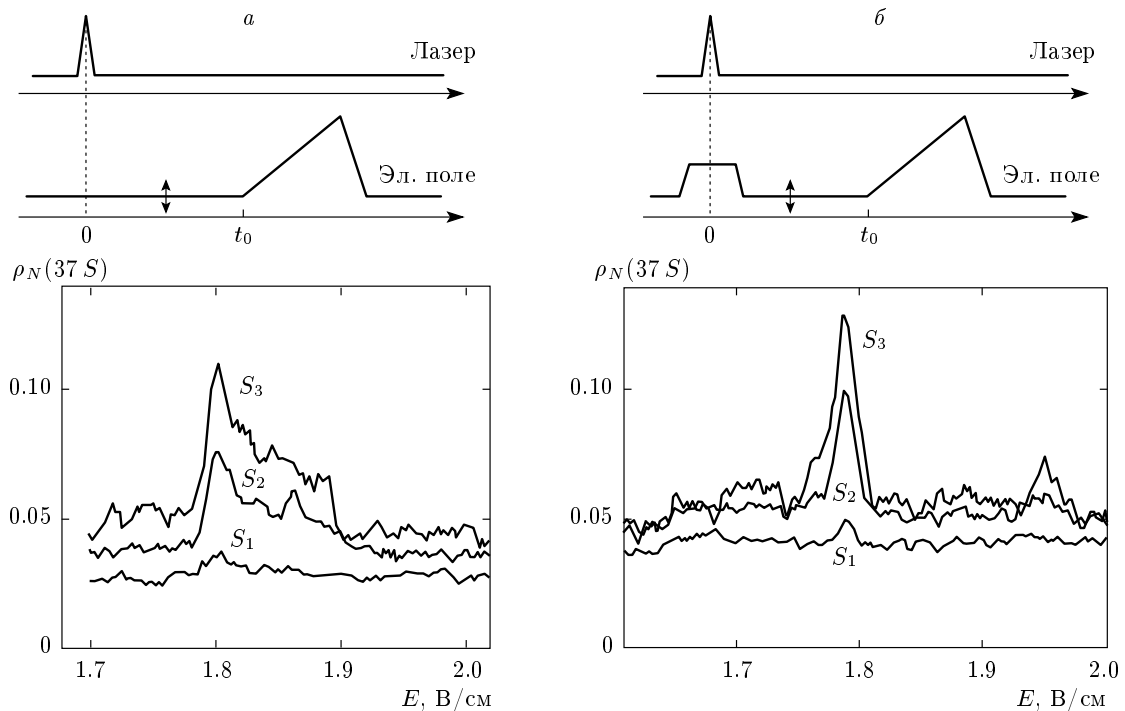 а
Лазер
Эл. поле
0
t₀
ρN(37 S)
0.10
0.05
0
S₃
S₂
S₁
1.7
1.8
1.9
2.0
E, В/см
б
Лазер
Эл. поле
0
t₀
ρN(37 S)
0.10
0.05
0
S₃
S₂
S₁
1.7
1.8
1.9
2.0
E, В/см